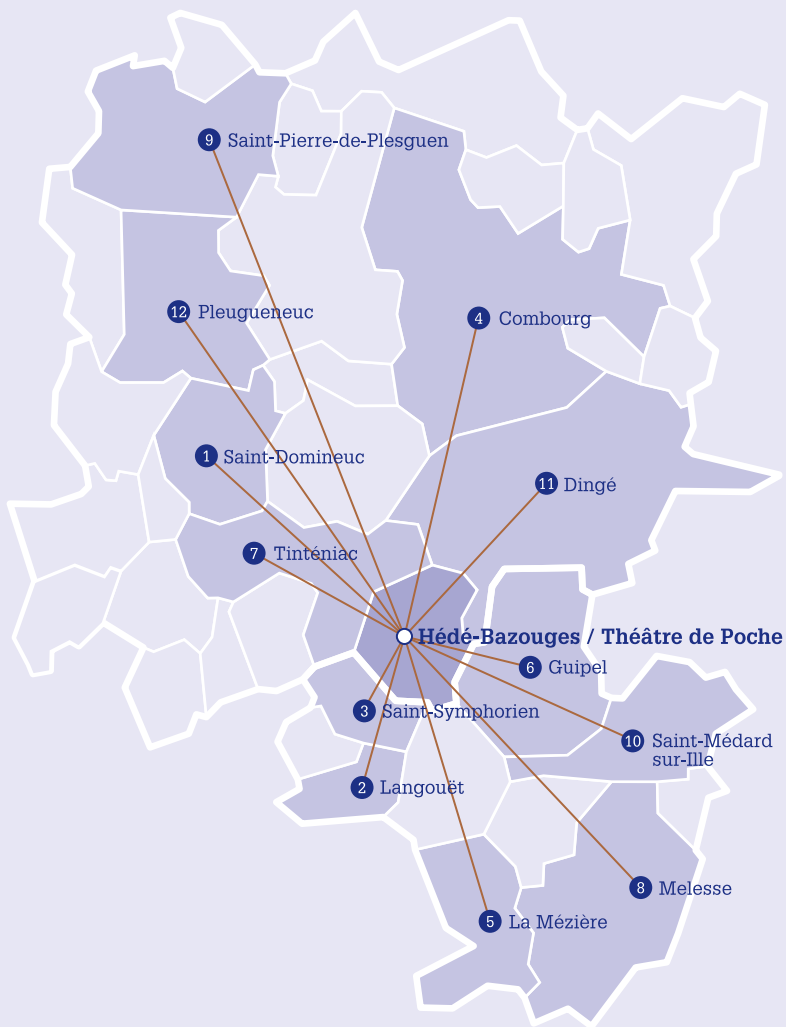 9 Saint-Pierre-de-Plesguen
12 Pleugueneuc
4 Combourg
1 Saint-Domineuc
11 Dingé
7 Tinténiac
Hédé-Bazouges / Théâtre de Poche
6 Guipel
3 Saint-Symphorien
10 Saint-Médard
sur-Ille
2 Langouët
8 Melesse
5 La Mézière